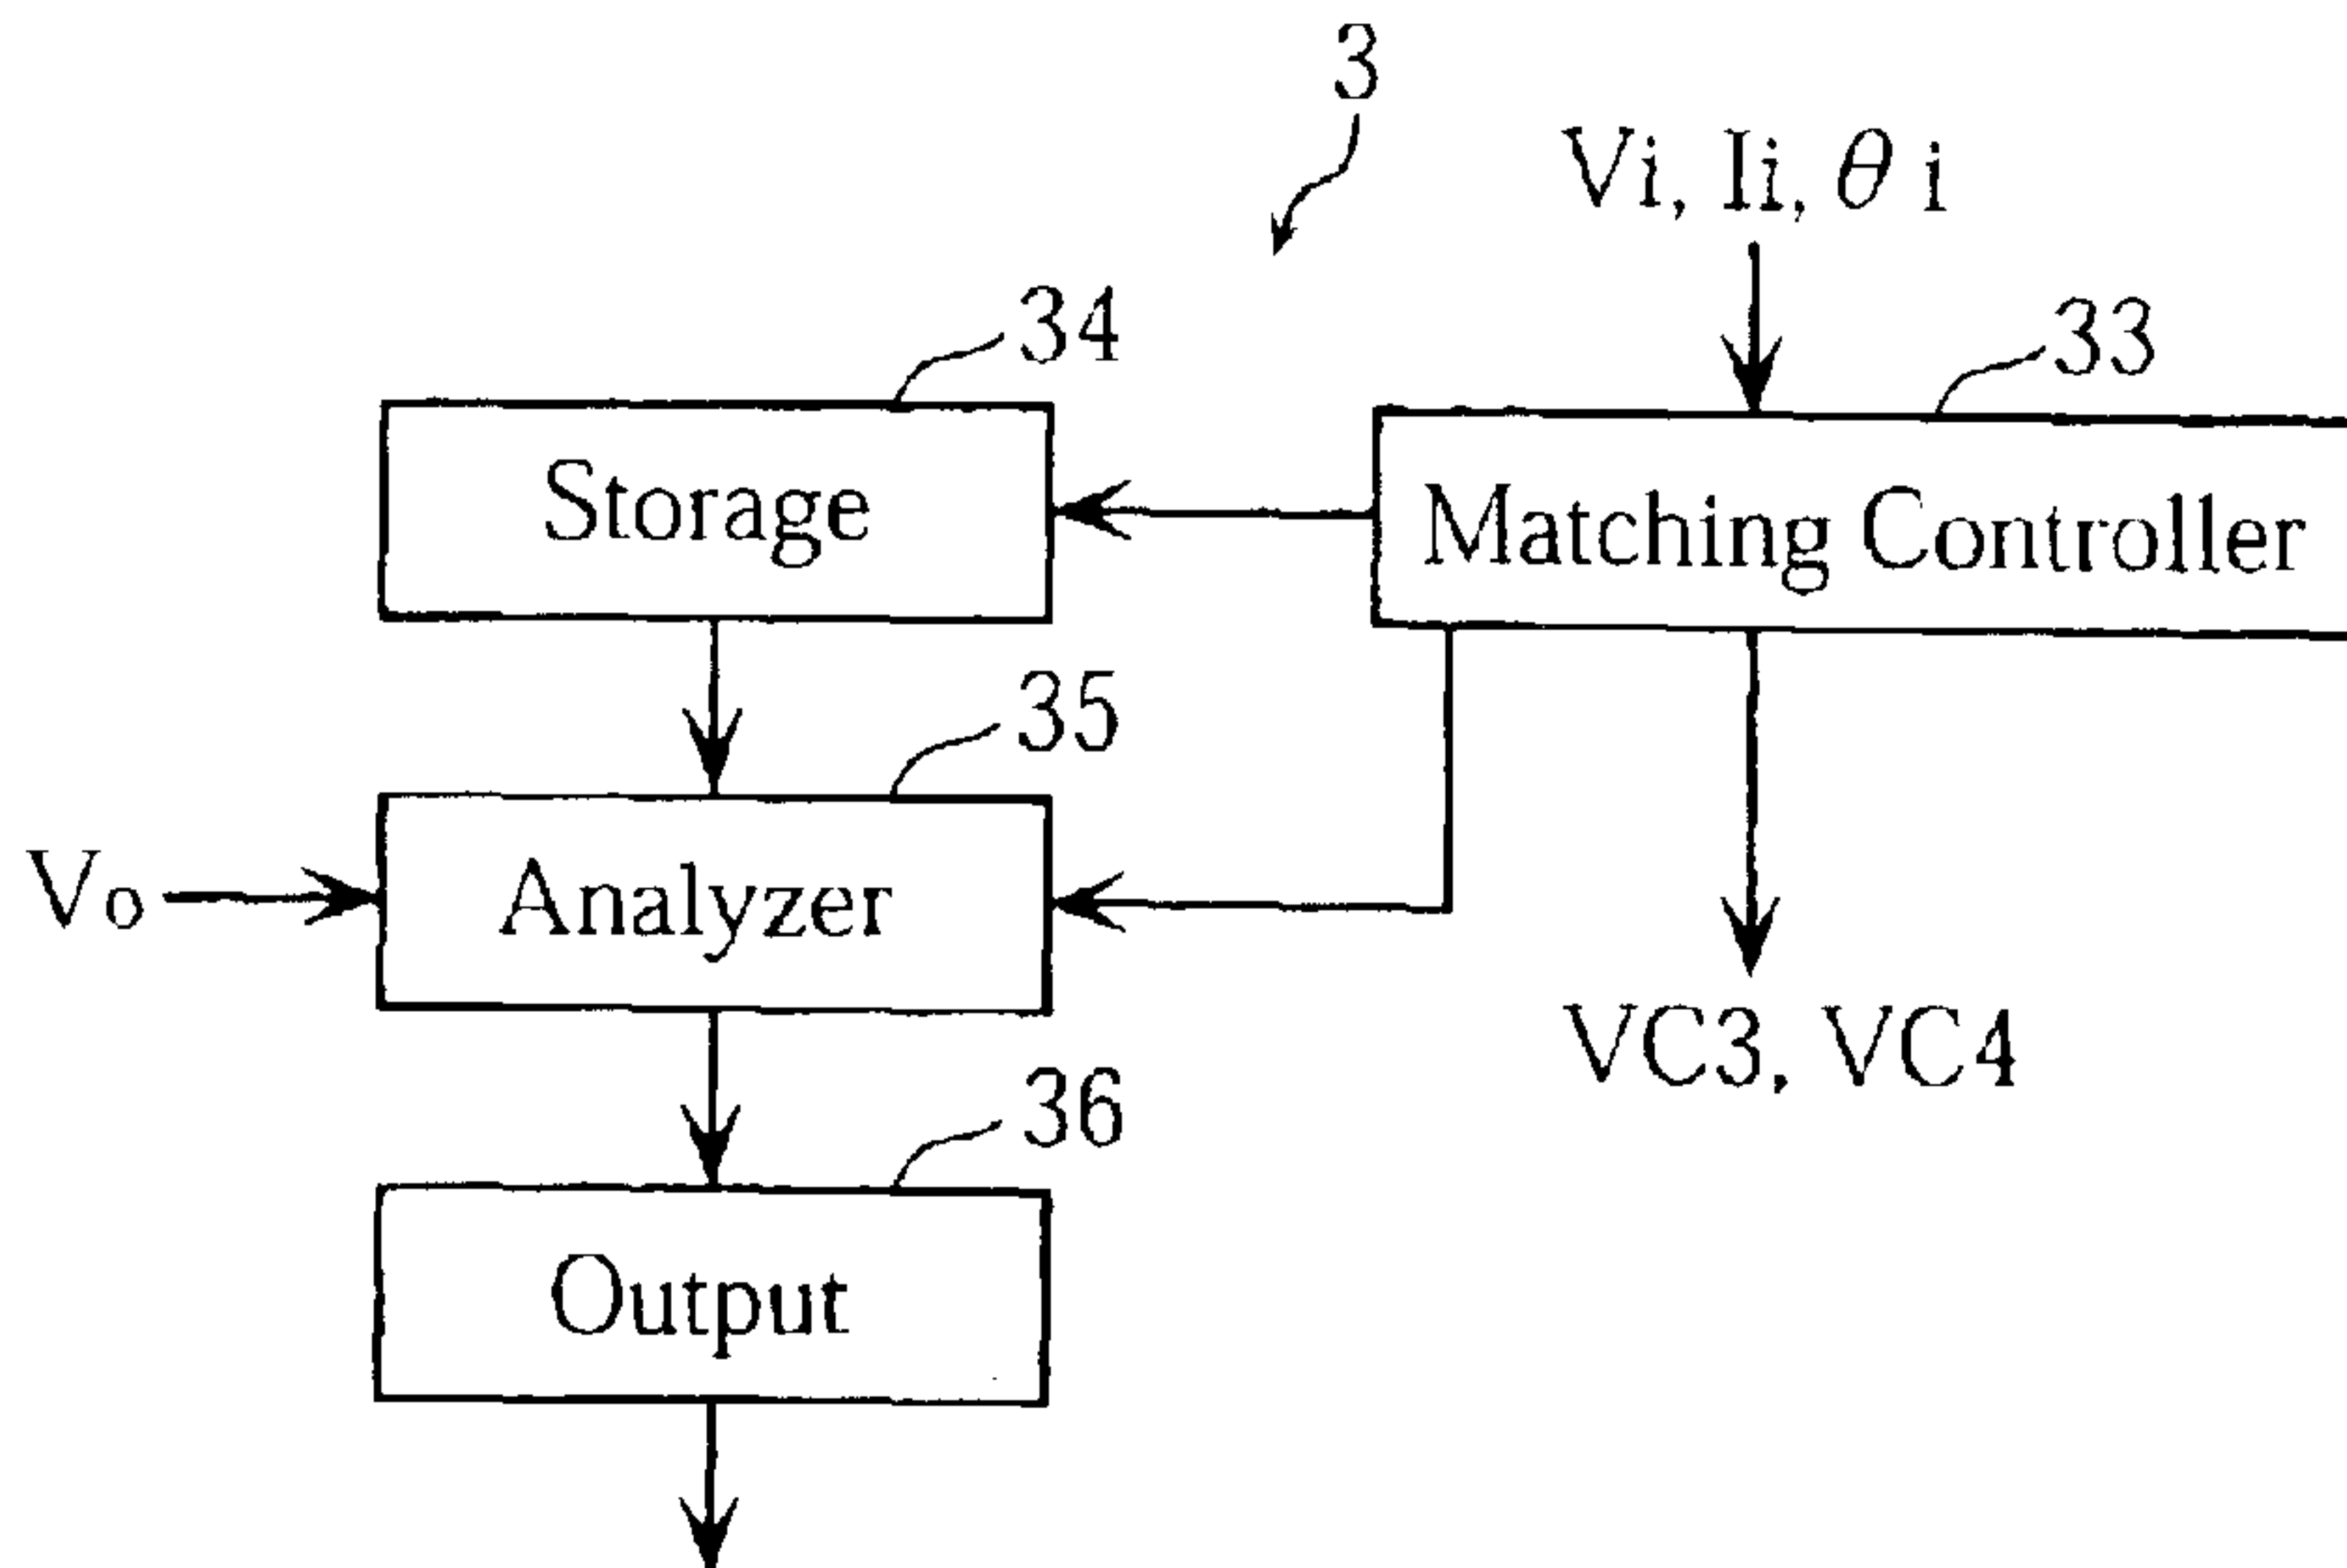 3
Vi, Ii, θ i
34
33
Storage
Matching Controller
35
Vo
Analyzer
VC3, VC4
36
Output